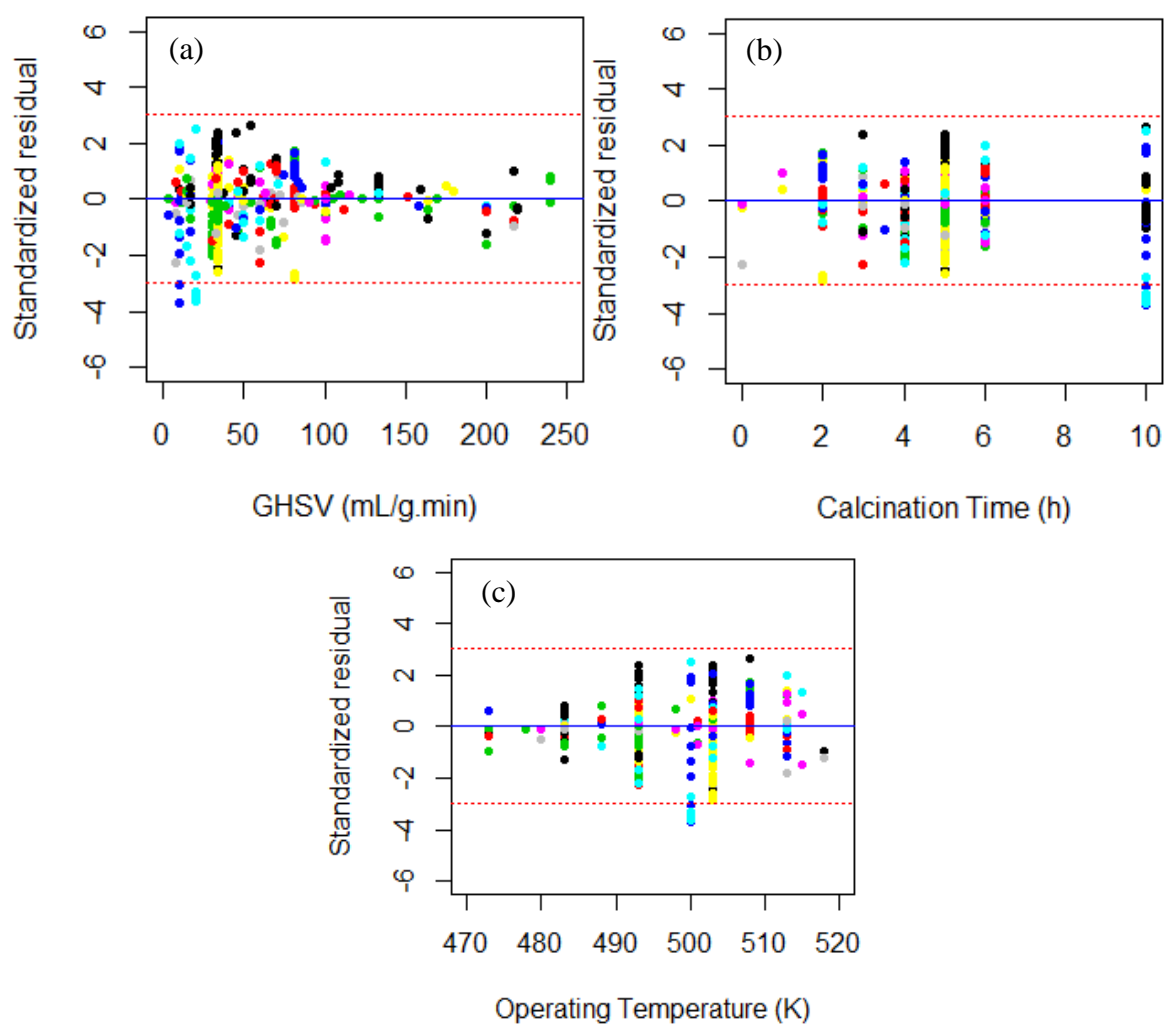 (a)
Standardized residual
6
4
2
0
-2
-4
-6
0 50 100 150 200 250
GHSV (mL/g.min)
(b)
Standardized residual
6
4
2
0
-2
-4
-6
0 2 4 6 8 10
Calcination Time (h)
(c)
Standardized residual
6
4
2
0
-2
-4
-6
470 480 490 500 510 520
Operating Temperature (K)